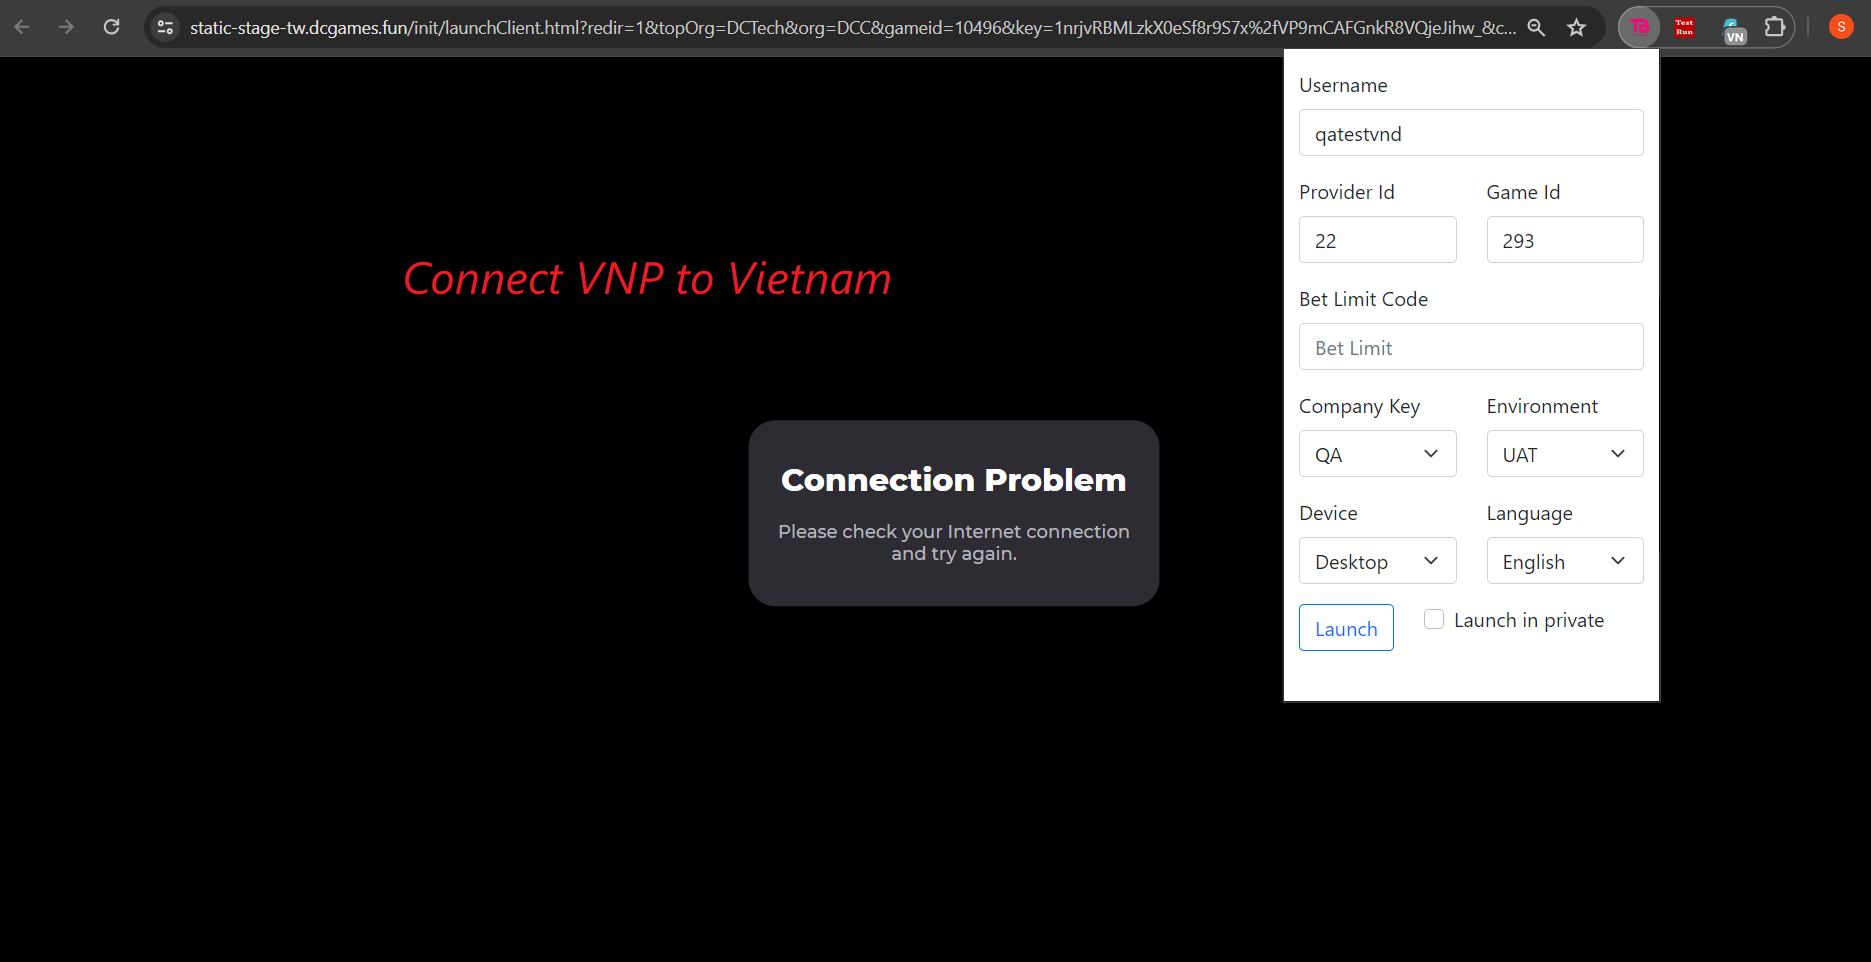 static-stage-tw.dcgames.fun/init/launchClient.html?redir=1&topOrg=DCTech&org=DCC&gameid=10496&key=1nrjvRBMLzkX0eSf8r9S7x%2fVP9mCAFGnkR8VQjeJihw_&c...
TB
Test Run
VN
S
Username
qatestvnd
Provider Id
Game Id
22
293
Connect VNP to Vietnam
Bet Limit Code
Bet Limit
Company Key
Environment
QA
UAT
Connection Problem
Please check your Internet connection
and try again.
Device
Language
Desktop
English
Launch
Launch in private